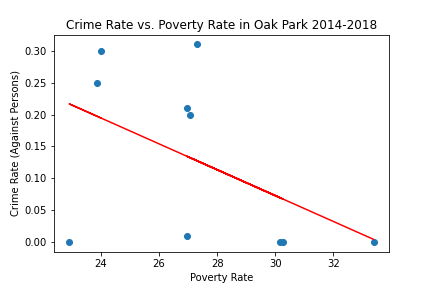 Crime Rate vs. Poverty Rate in Oak Park 2014-2018
Crime Rate (Against Persons)
0.30
0.25
0.20
0.15
0.10
0.05
0.00
24 26 28 30 32
Poverty Rate